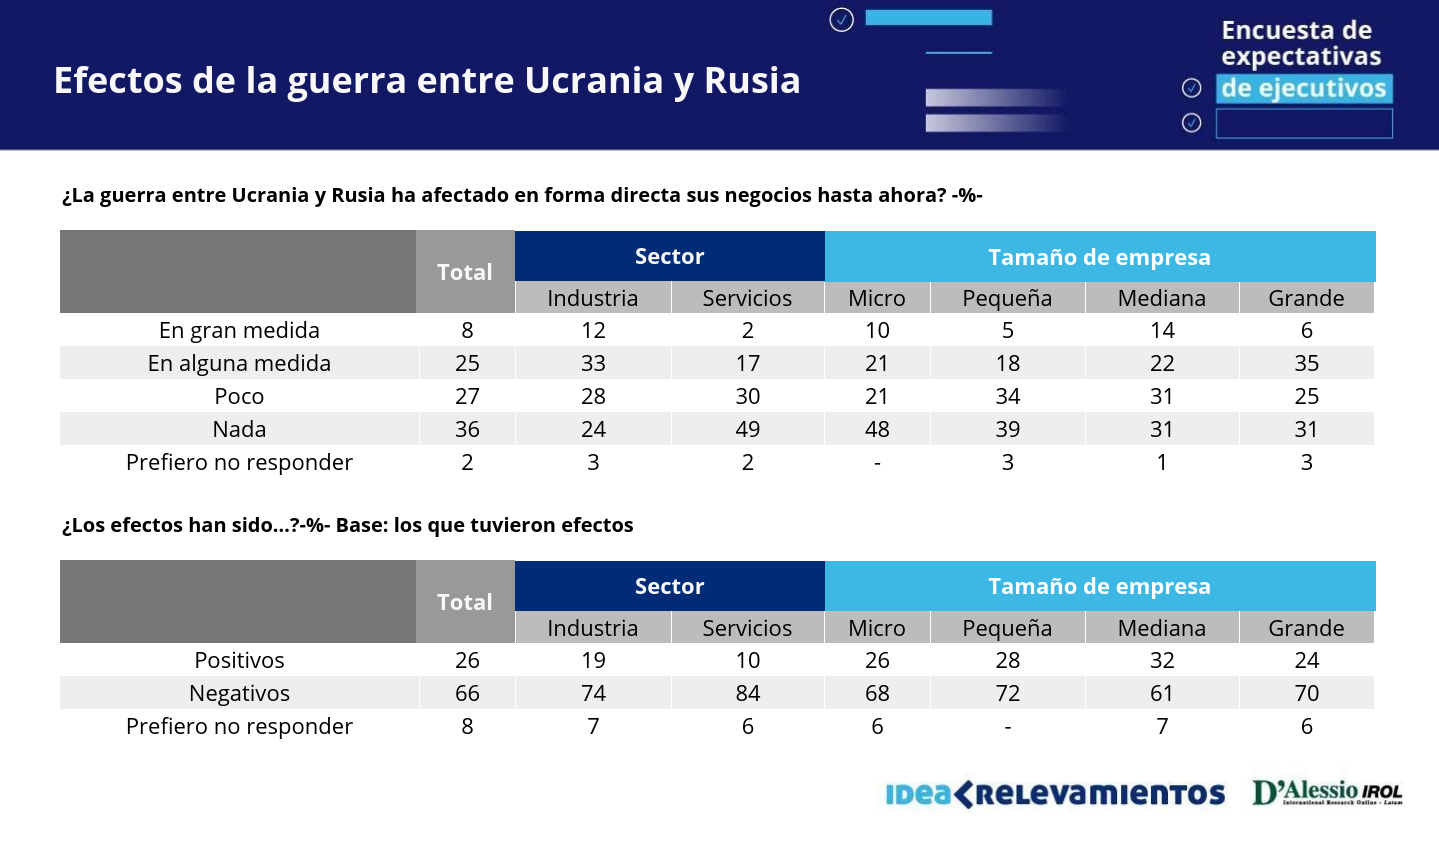 Efectos de la guerra entre Ucrania y Rusia
Encuesta de
expectativas
de ejecutivos
¿La guerra entre Ucrania y Rusia ha afectado en forma directa sus negocios hasta ahora? -%-
Total Sector Tamaño de empresa
Industria Servicios Micro Pequeña Mediana Grande
En gran medida 8 12 2 10 5 14 6
En alguna medida 25 33 17 21 18 22 35
Poco 27 28 30 21 34 31 25
Nada 36 24 49 48 39 31 31
Prefiero no responder 2 3 2 - 3 1 3
¿Los efectos han sido...?-%- Base: los que tuvieron efectos
Total Sector Tamaño de empresa
Industria Servicios Micro Pequeña Mediana Grande
Positivos 26 19 10 26 28 32 24
Negativos 66 74 84 68 72 61 70
Prefiero no responder 8 7 6 6 - 7 6
IDea RELEVAMIENTOS D'Alessio IROL
International Research Online - Latam